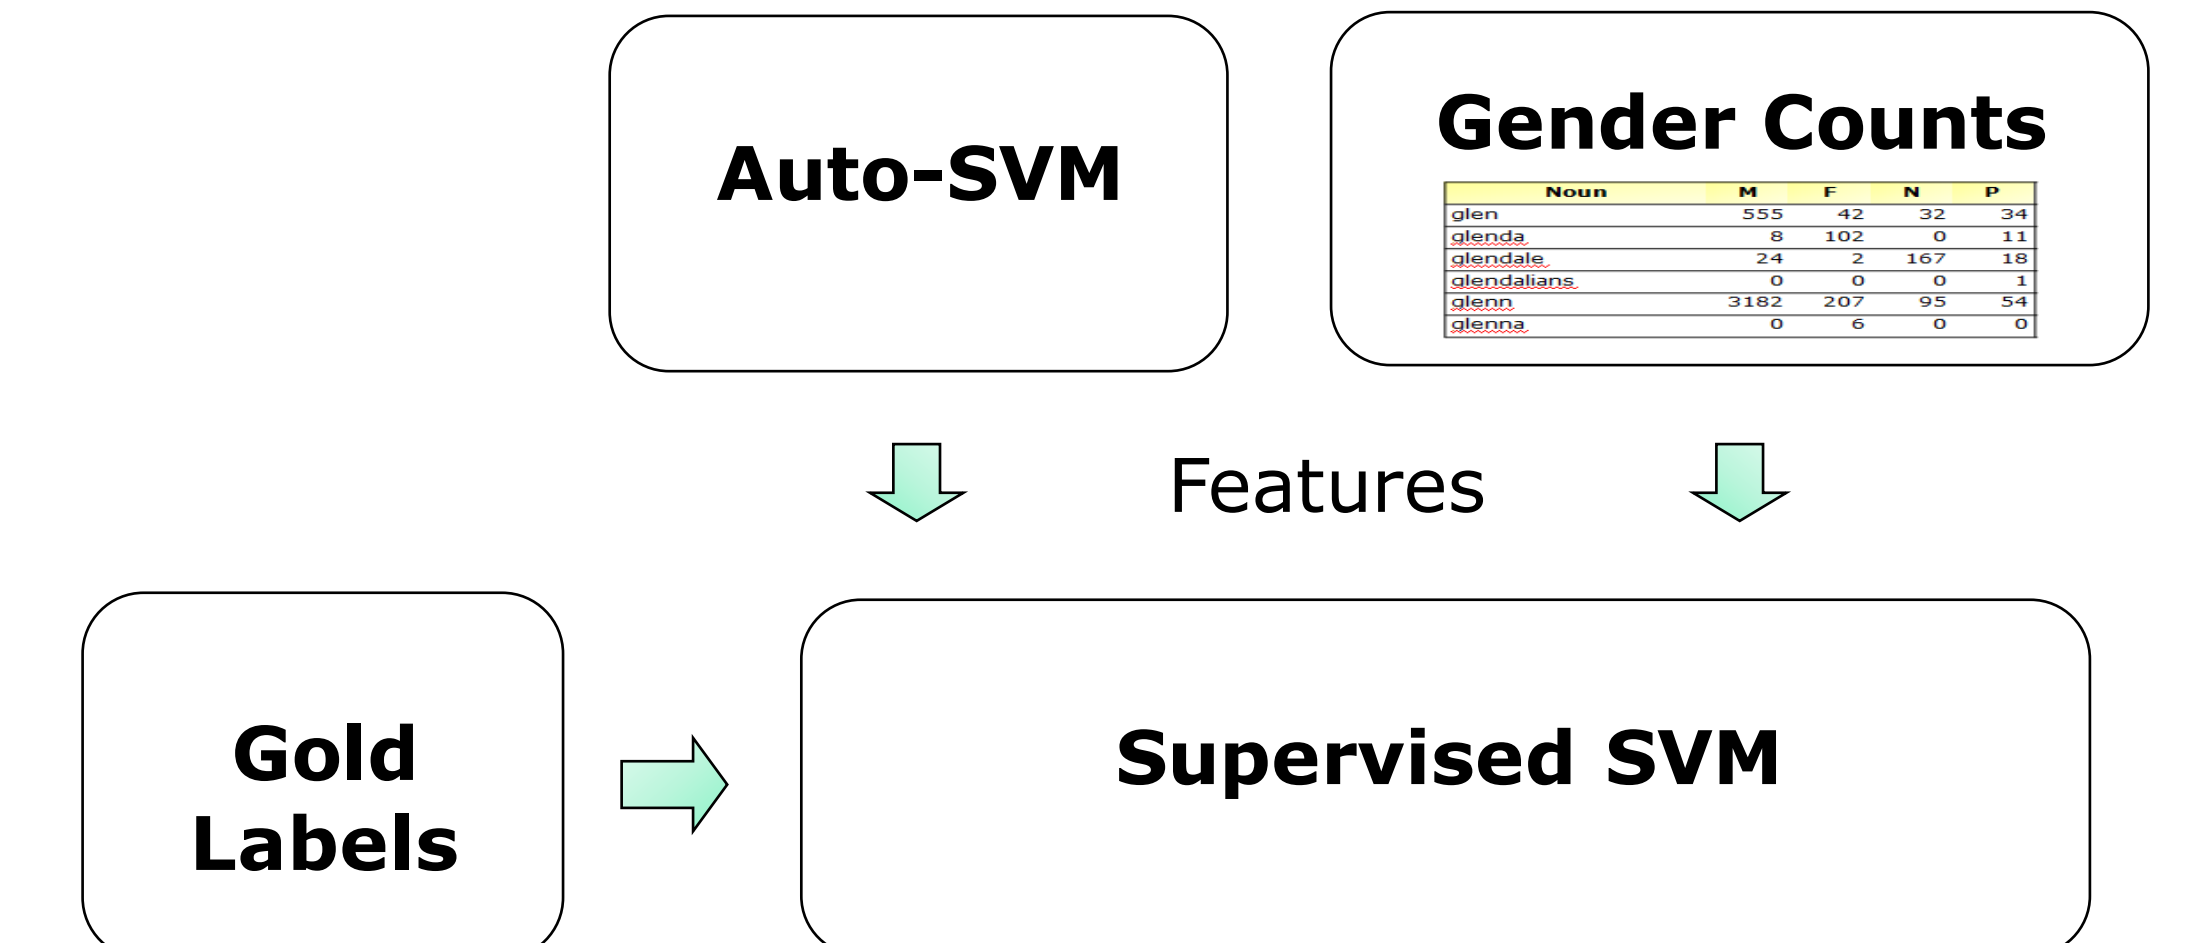 Auto-SVM
Gender Counts
Noun M F N P
glen 555 42 32 34
glenda 8 102 0 11
glendale 24 2 167 18
glendalians 0 0 0 1
glenn 3182 207 95 54
glenna 0 6 0 0
Features
Gold
Labels
Supervised SVM